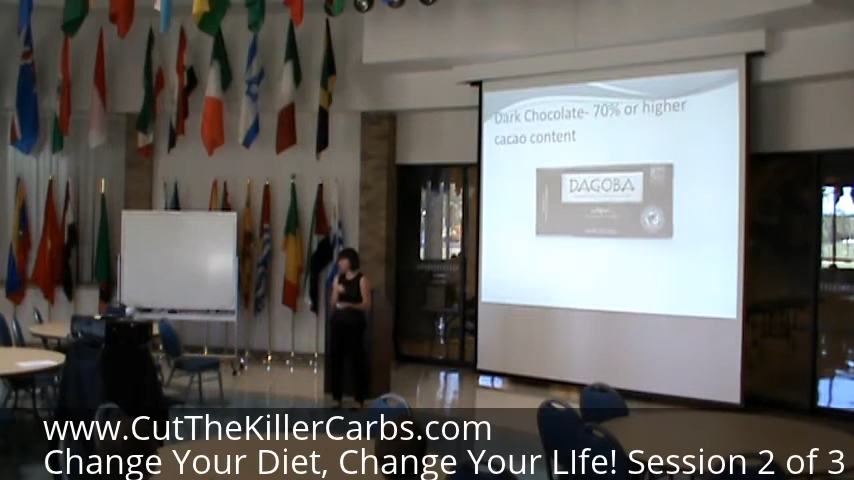 Dark Chocolate- 70% or higher
cacao content
DAGOBA
www.CutTheKillerCarbs.com
Change Your Diet, Change Your LIfe! Session 2 of 3